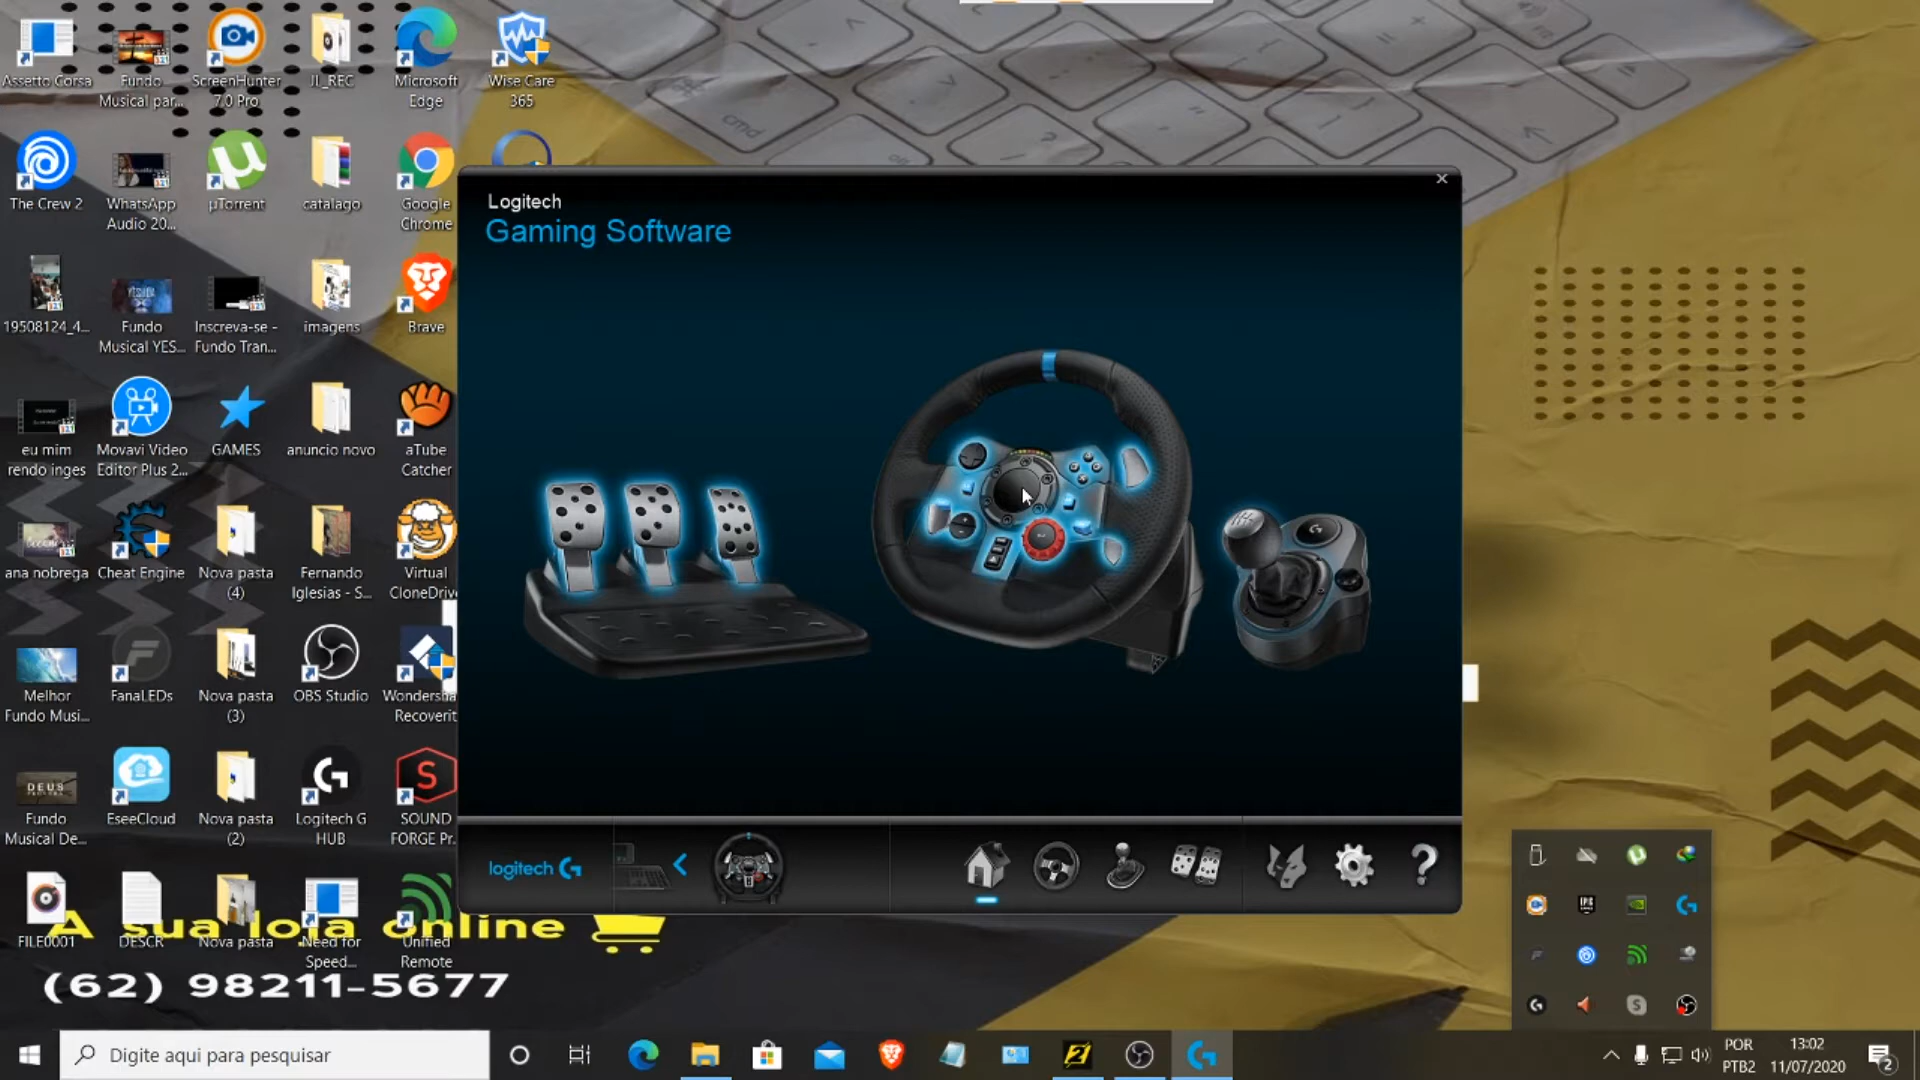 Assetto Corsa
Fundo
Musical par...
ScreenHunter
7.0 Pro
JL_REC
Microsoft
Edge
Wise Care
365
The Crew 2
WhatsApp
Audio 20...
µTorrent
catalago
Google
Chrome
19508124_4...
Fundo
Musical YES...
Inscreva-se -
Fundo Tran...
imagens
Brave
eu mim
rendo inges
Movavi Video
Editor Plus 2...
GAMES
anuncio novo
aTube
Catcher
ana nobrega
Cheat Engine
Nova pasta
(4)
Fernando
Iglesias - S...
Virtual
CloneDriv
Melhor
Fundo Musi...
FanaLEDs
Nova pasta
(3)
OBS Studio
Wondersha
Recoverit
DEUS
Fundo
Musical De...
EseeCloud
Nova pasta
(2)
Logitech G
HUB
SOUND
FORGE Pr...
FILE0001
DESCR
Nova pasta
Need for
Speed...
Unified
Remote
Logitech
Gaming Software
logitech G
cmd
A sua loja online
(62) 98211-5677
Digite aqui para pesquisar
POR
PTB2
13:02
11/07/2020
2